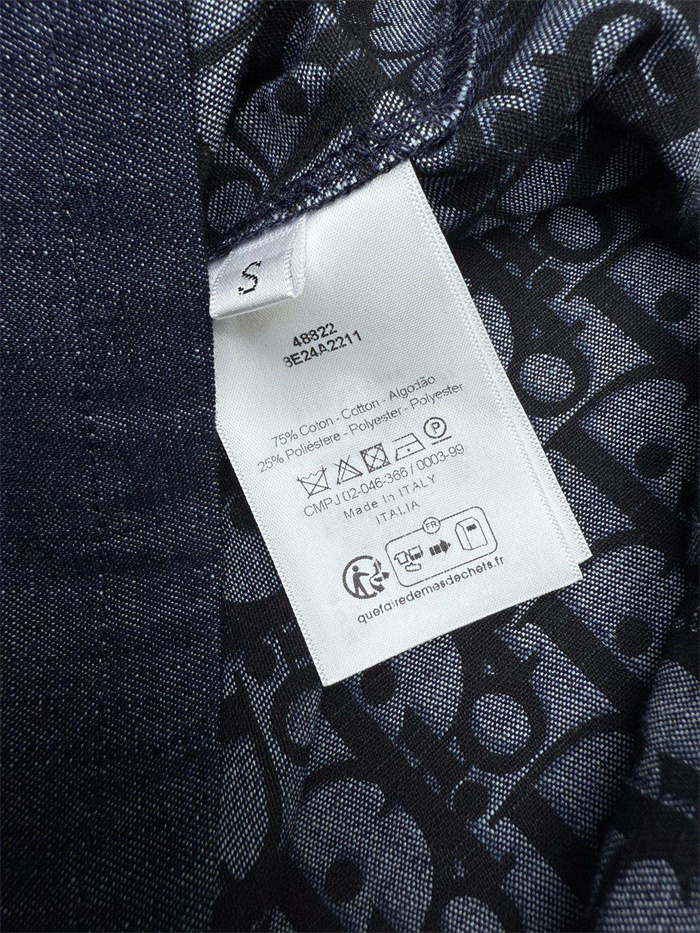 S
48822
3E24A2211
75% Coton - Cotton - Algodão
25% Poliéstere - Polyester - Polyester
P
CMPJ 02-046-366 / 0003-99
Made in ITALY
ITALIA
FR
quefairedemesdechets.fr